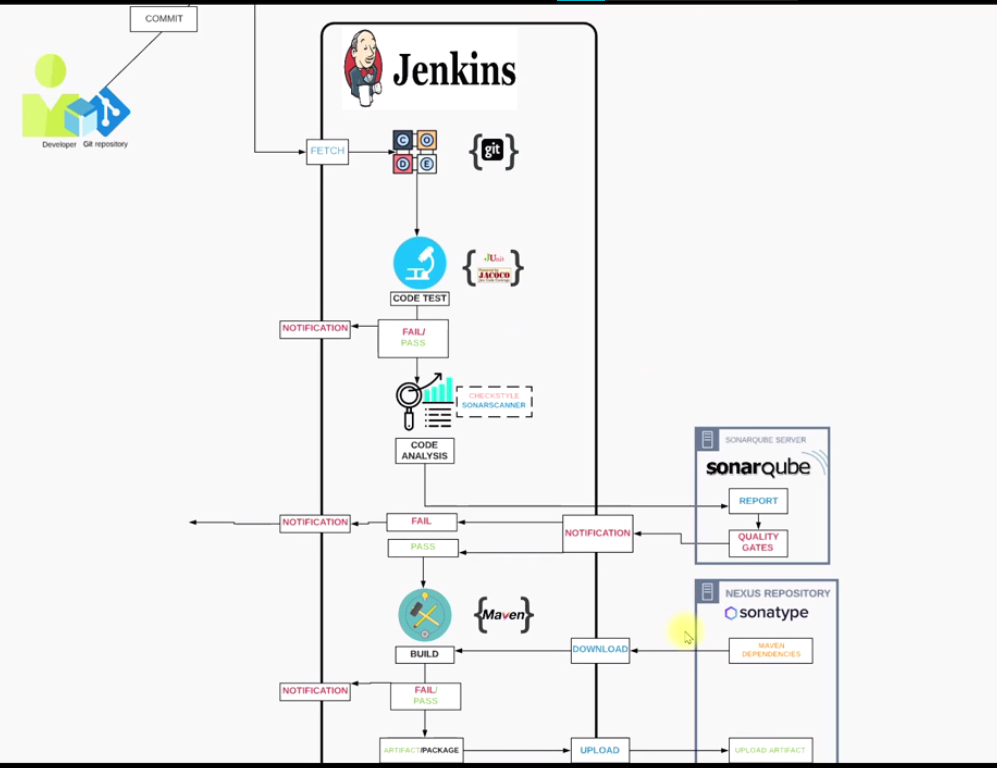 COMMIT
Jenkins
Developer
Git repository
FETCH
C O
D E
{git}
CODE TEST
{JUnit
JACOCO}
NOTIFICATION
FAIL/
PASS
CHECKSTYLE
SONARSCANNER
CODE
ANALYSIS
SONARQUBE SERVER
sonarqube
REPORT
QUALITY
GATES
NOTIFICATION
FAIL
NOTIFICATION
PASS
NEXUS REPOSITORY
sonatype
{Maven}
BUILD
DOWNLOAD
MAVEN
DEPENDENCIES
NOTIFICATION
FAIL/
PASS
ARTIFACT/PACKAGE
UPLOAD
UPLOAD ARTIFACT